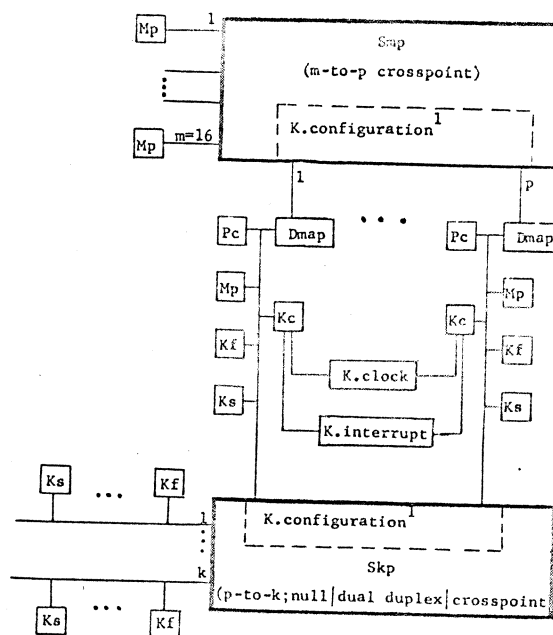 Mp
1
Smp
(m-to-p crosspoint)
K.configuration 1
Mp
m=16
1
p
Pc
Dmap
Pc
Dmap
Mp
Mp
Kc
Kc
Kf
Kf
K.clock
Ks
Ks
K.interrupt
Ks
Kf
K.configuration 1
1
k
Skp
(p-to-k;null|dual duplex|crosspoint
Ks
Kf